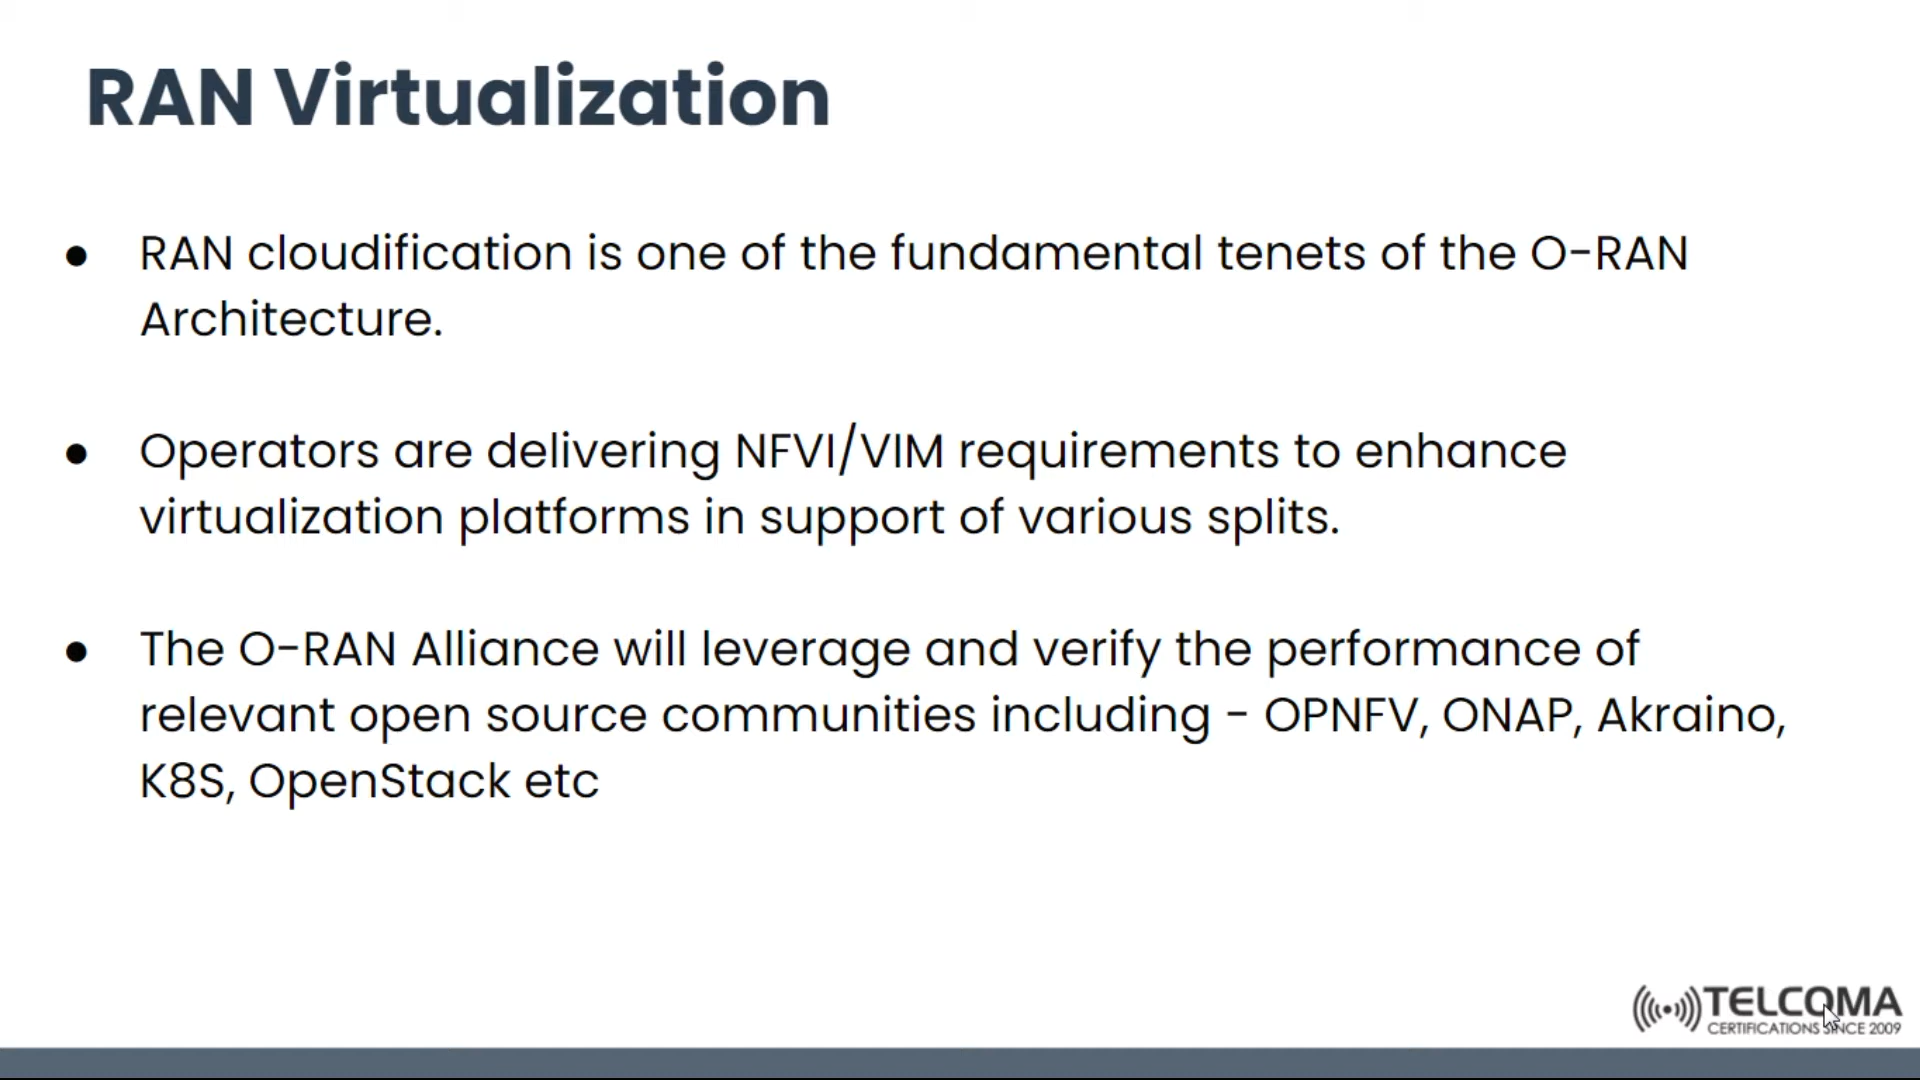 RAN Virtualization
● RAN cloudification is one of the fundamental tenets of the O-RAN
Architecture.
● Operators are delivering NFVI/VIM requirements to enhance
virtualization platforms in support of various splits.
● The O-RAN Alliance will leverage and verify the performance of
relevant open source communities including - OPNFV, ONAP, Akraino,
K8S, OpenStack etc
TELCOMA
CERTIFICATIONS SINCE 2009